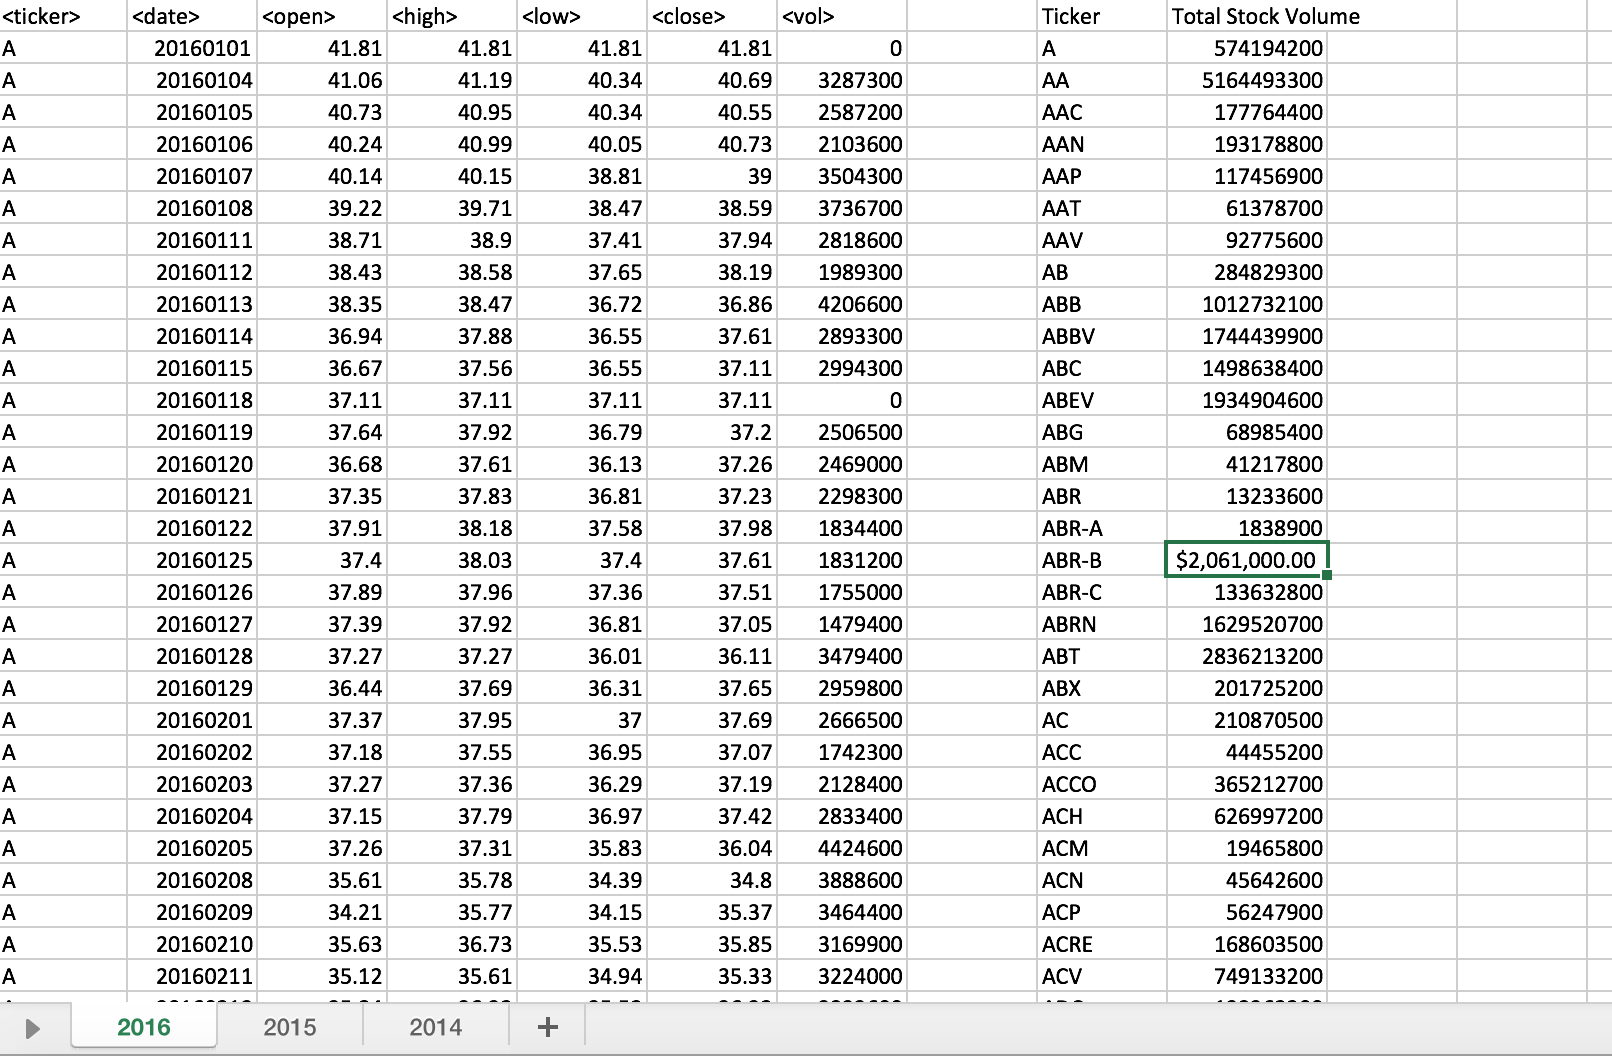 <ticker> <date> <open> <high> <low> <close> <vol> Ticker Total Stock Volume
A 20160101 41.81 41.81 41.81 41.81 0 A 574194200
A 20160104 41.06 41.19 40.34 40.69 3287300 AA 5164493300
A 20160105 40.73 40.95 40.34 40.55 2587200 AAC 177764400
A 20160106 40.24 40.99 40.05 40.73 2103600 AAN 193178800
A 20160107 40.14 40.15 38.81 39 3504300 AAP 117456900
A 20160108 39.22 39.71 38.47 38.59 3736700 AAT 61378700
A 20160111 38.71 38.9 37.41 37.94 2818600 AAV 92775600
A 20160112 38.43 38.58 37.65 38.19 1989300 AB 284829300
A 20160113 38.35 38.47 36.72 36.86 4206600 ABB 1012732100
A 20160114 36.94 37.88 36.55 37.61 2893300 ABBV 1744439900
A 20160115 36.67 37.56 36.55 37.11 2994300 ABC 1498638400
A 20160118 37.11 37.11 37.11 37.11 0 ABEV 1934904600
A 20160119 37.64 37.92 36.79 37.2 2506500 ABG 68985400
A 20160120 36.68 37.61 36.13 37.26 2469000 ABM 41217800
A 20160121 37.35 37.83 36.81 37.23 2298300 ABR 13233600
A 20160122 37.91 38.18 37.58 37.98 1834400 ABR-A 1838900
A 20160125 37.4 38.03 37.4 37.61 1831200 ABR-B $2,061,000.00
A 20160126 37.89 37.96 37.36 37.51 1755000 ABR-C 133632800
A 20160127 37.39 37.92 36.81 37.05 1479400 ABRN 1629520700
A 20160128 37.27 37.27 36.01 36.11 3479400 ABT 2836213200
A 20160129 36.44 37.69 36.31 37.65 2959800 ABX 201725200
A 20160201 37.37 37.95 37 37.69 2666500 AC 210870500
A 20160202 37.18 37.55 36.95 37.07 1742300 ACC 44455200
A 20160203 37.27 37.36 36.29 37.19 2128400 ACCO 365212700
A 20160204 37.15 37.79 36.97 37.42 2833400 ACH 626997200
A 20160205 37.26 37.31 35.83 36.04 4424600 ACM 19465800
A 20160208 35.61 35.78 34.39 34.8 3888600 ACN 45642600
A 20160209 34.21 35.77 34.15 35.37 3464400 ACP 56247900
A 20160210 35.63 36.73 35.53 35.85 3169900 ACRE 168603500
A 20160211 35.12 35.61 34.94 35.33 3224000 ACV 749133200
2016 2015 2014 +